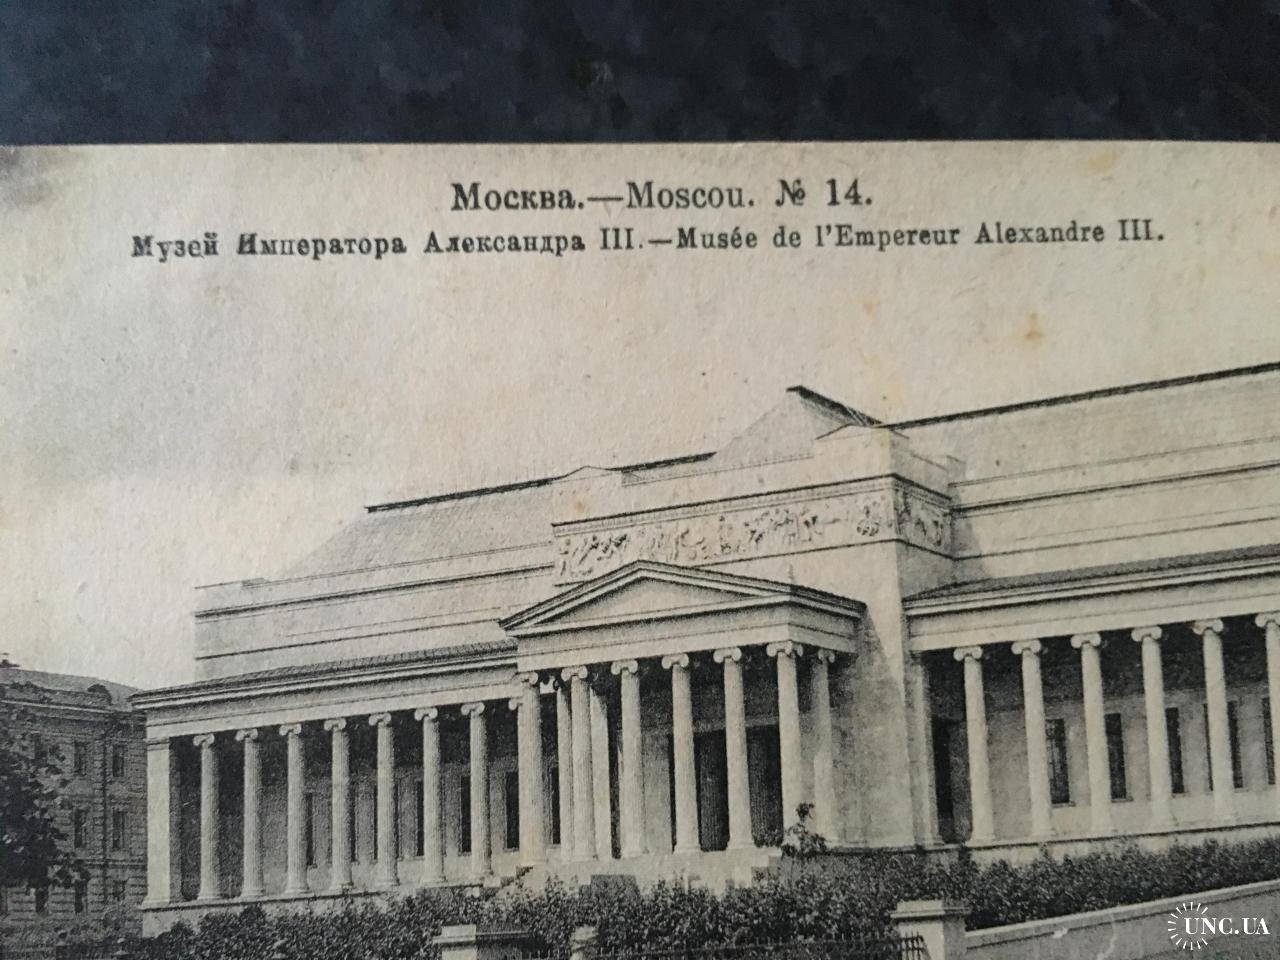 Москва.—Moscou. № 14.
Музей Императора Александра III.—Musée de l'Empereur Alexandre III.
UNC.UA